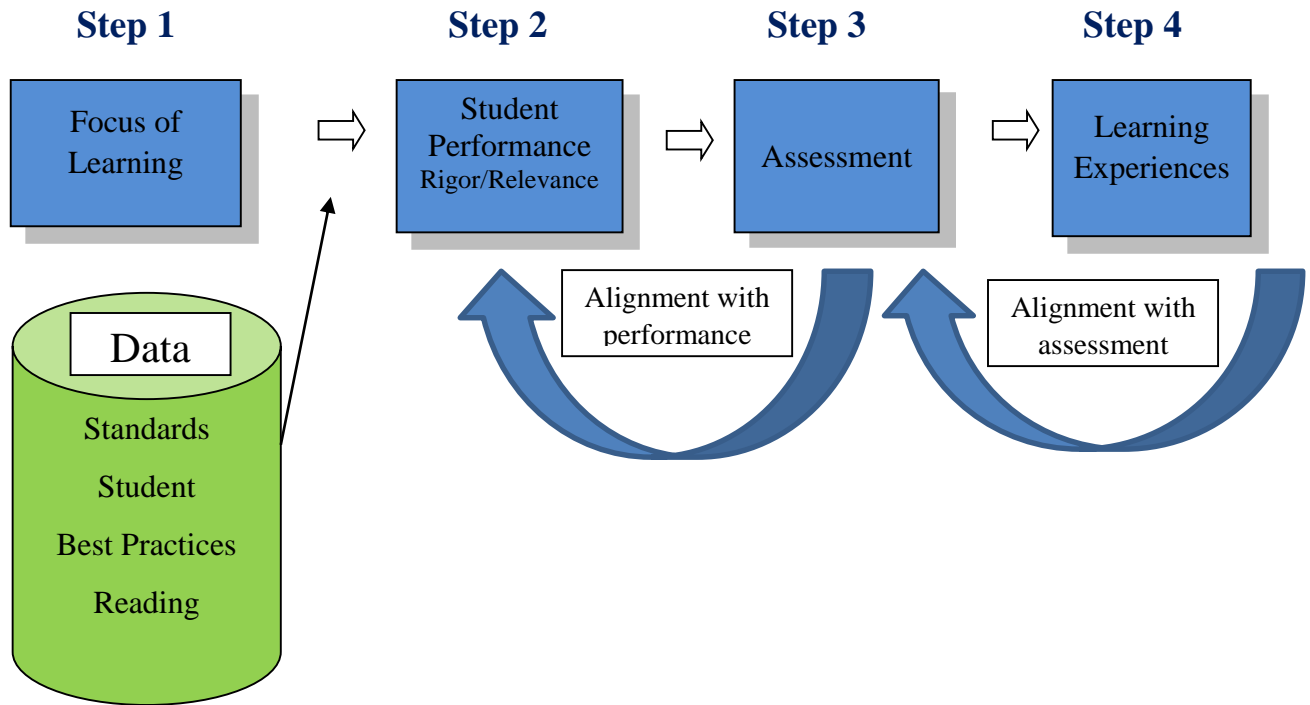 Step 1
Step 2
Step 3
Step 4
Focus of
Learning
Student
Performance
Rigor/Relevance
Assessment
Learning
Experiences
Alignment with
performance
Alignment with
assessment
Data
Standards
Student
Best Practices
Reading